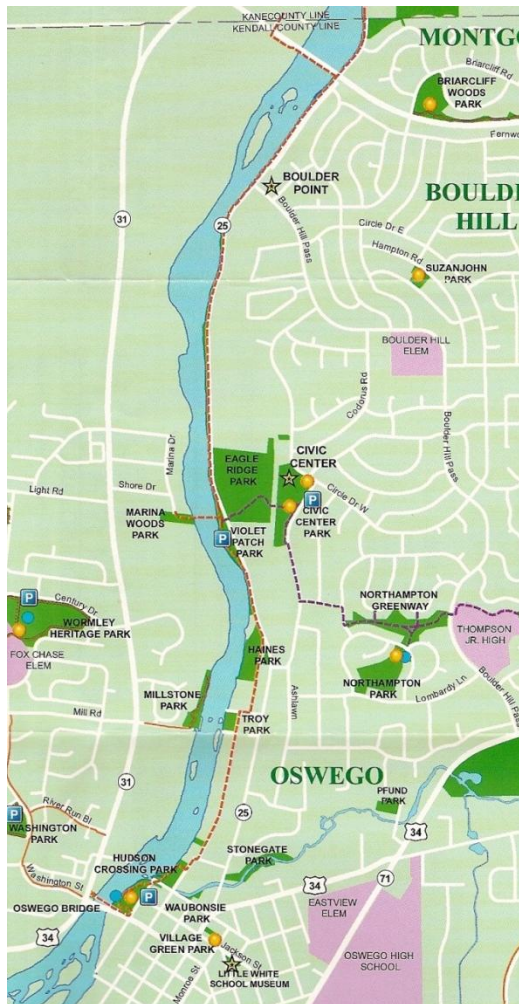 KANECOUNTY LINE
KENDALL COUNTY LINE
MONTGO
Briarcliff Rd
BRIARCLIFF
WOODS
PARK
Fernwo
BOULDER
POINT
BOULDE
HILL
31
25
Boulder Hill Pass
Circle Dr E
Hampton Rd
SUZANJOHN
PARK
BOULDER HILL
ELEM
Codorus Rd
Boulder Hill Pass
Marina Dr
EAGLE
RIDGE
PARK
CIVIC
CENTER
Light Rd
Shore Dr
P
Circle Dr W
MARINA
WOODS
PARK
CIVIC
CENTER
PARK
P
VIOLET
PATCH
PARK
P
Century Dr
WORMLEY
HERITAGE PARK
NORTHAMPTON
GREENWAY
FOX CHASE
ELEM
HAINES
PARK
THOMPSON
JR. HIGH
MILLSTONE
PARK
NORTHAMPTON
PARK
Ashlawn
Lombardy Ln
Boulder Hill Pass
Mill Rd
TROY
PARK
OSWEGO
31
PFUND
PARK
P
River Run Bl
25
34
WASHINGTON
PARK
HUDSON
CROSSING PARK
STONEGATE
PARK
71
Washington St
34
P
OSWEGO BRIDGE
WAUBONSIE
PARK
EASTVIEW
ELEM
34
VILLAGE
GREEN PARK
Jackson St
OSWEGO HIGH
SCHOOL
LITTLE WHITE
SCHOOL MUSEUM
Monroe St